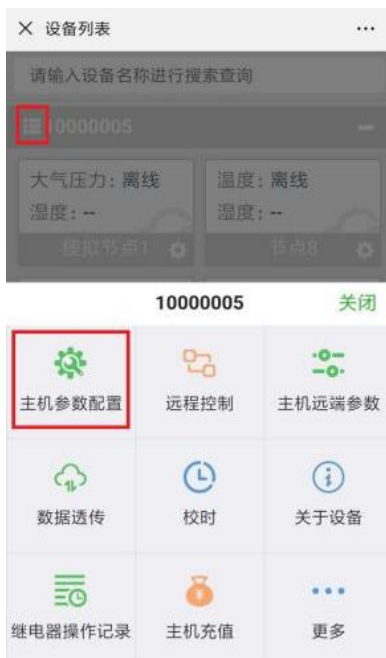 设备列表
请输入设备名称进行搜索查询
10000005
大气压力：离线
湿度：--
模拟节点1
温度：离线
湿度：--
节点8
10000005 关闭
主机参数配置 远程控制 主机远端参数
数据透传 校时 关于设备
继电器操作记录 主机充值 更多